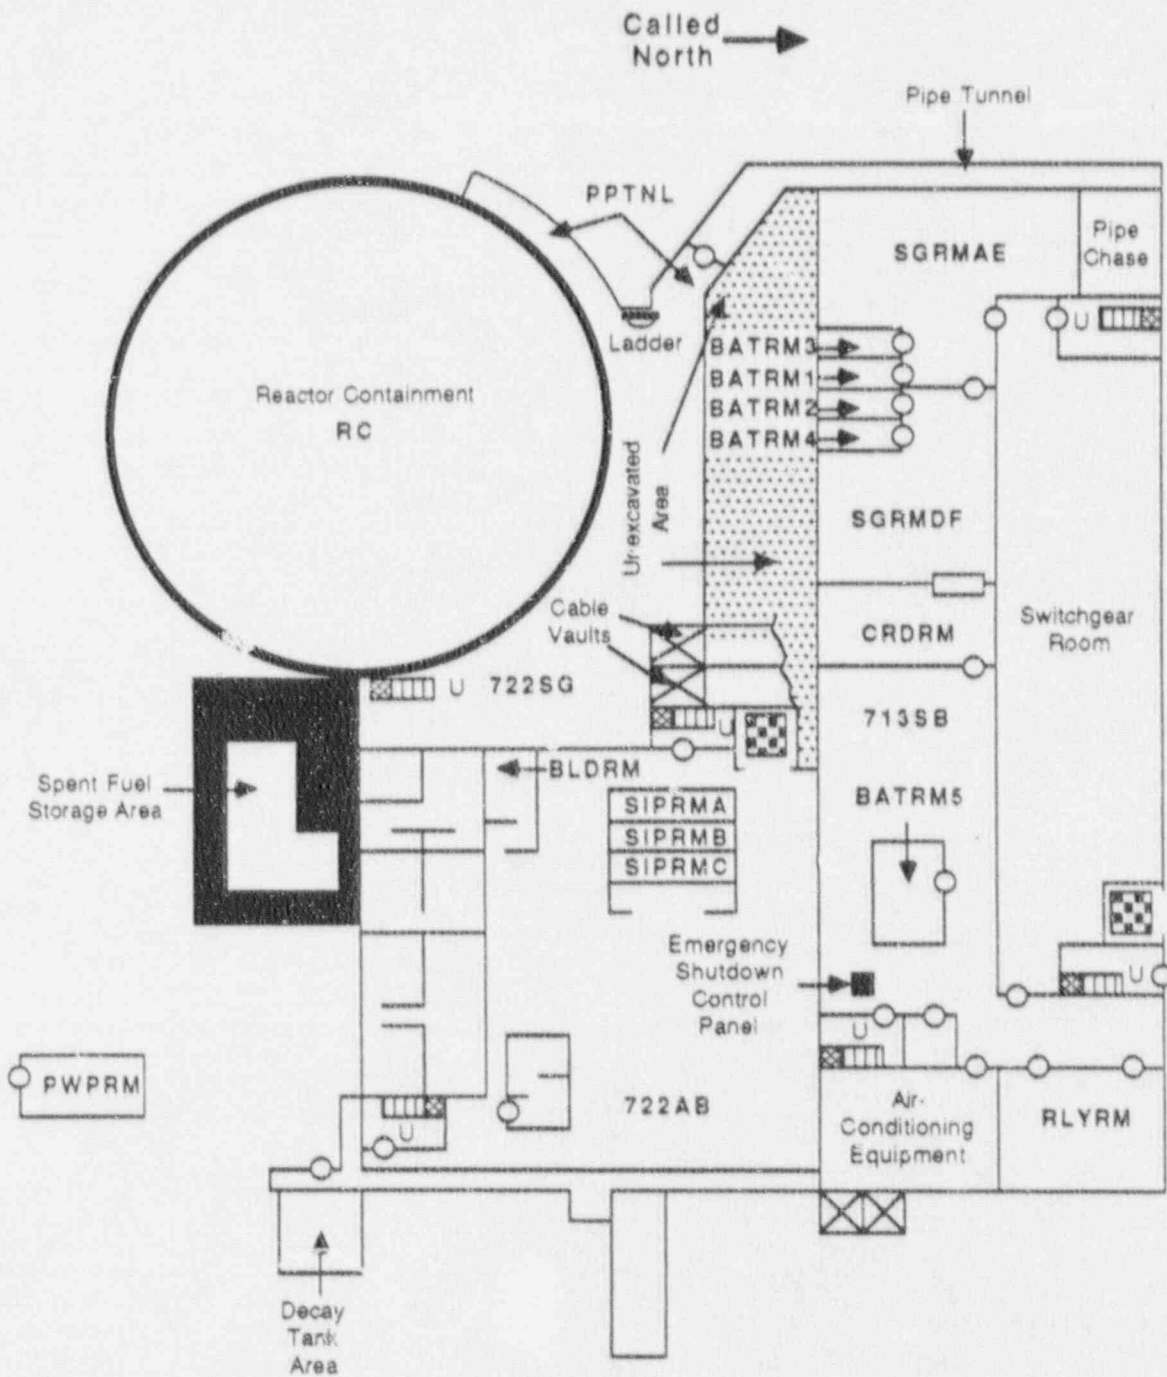 Called
North
Pipe Tunnel
PPTNL
Pipe
Chase
SGRMAE
U
Ladder
BATRM3
BATRM1
BATRM2
BATRM4
Reactor Containment
RC
Unexcavated
Area
SGRMDF
Cable
Vaults
CRDRM
Switchgear
Room
U
722SG
U
713SB
BLDRM
Spent Fuel
Storage Area
SIPRMA
SIPRMB
SIPRMC
BATRM5
Emergency
Shutdown
Control
Panel
U
U
PWPRM
722AB
U
Air-
Conditioning
Equipment
RLYRM
Decay
Tank
Area